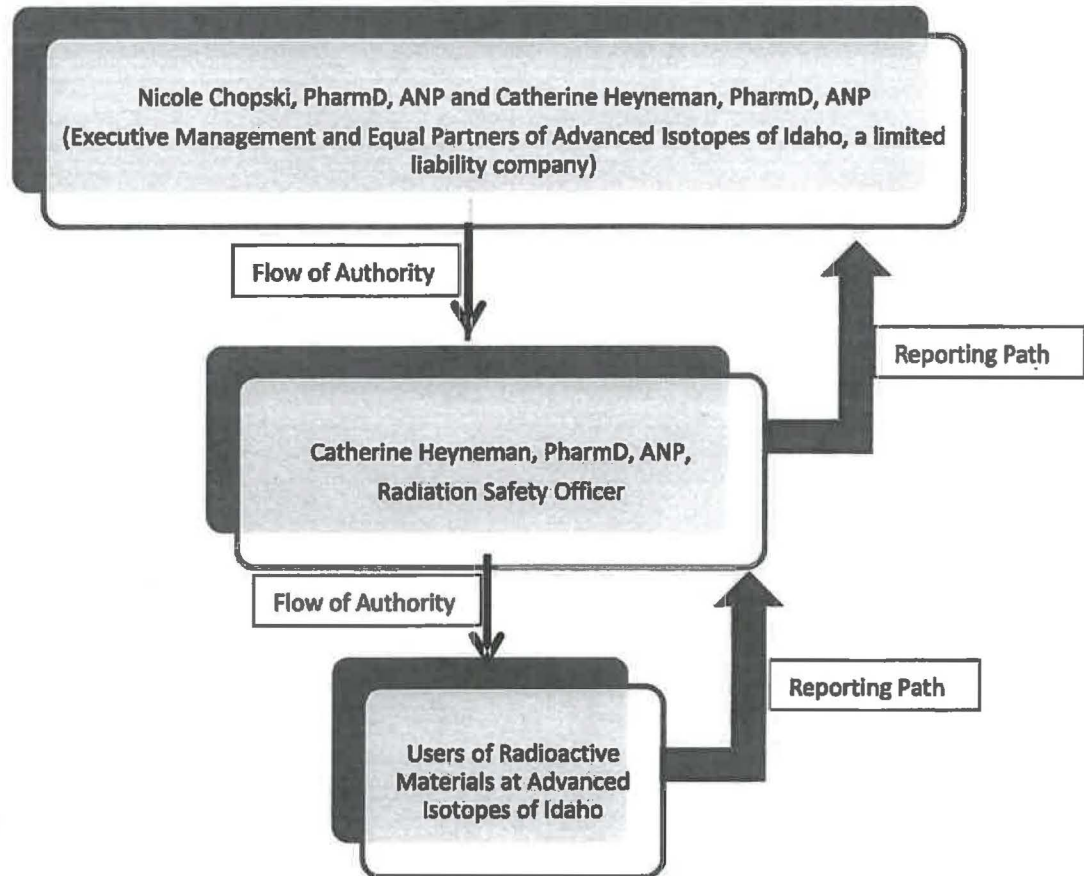 Nicole Chopski, PharmD, ANP and Catherine Heyneman, PharmD, ANP
(Executive Management and Equal Partners of Advanced Isotopes of Idaho, a limited
liability company)
Flow of Authority
Reporting Path
Catherine Heyneman, PharmD, ANP,
Radiation Safety Officer
Flow of Authority
Reporting Path
Users of Radioactive
Materials at Advanced
Isotopes of Idaho